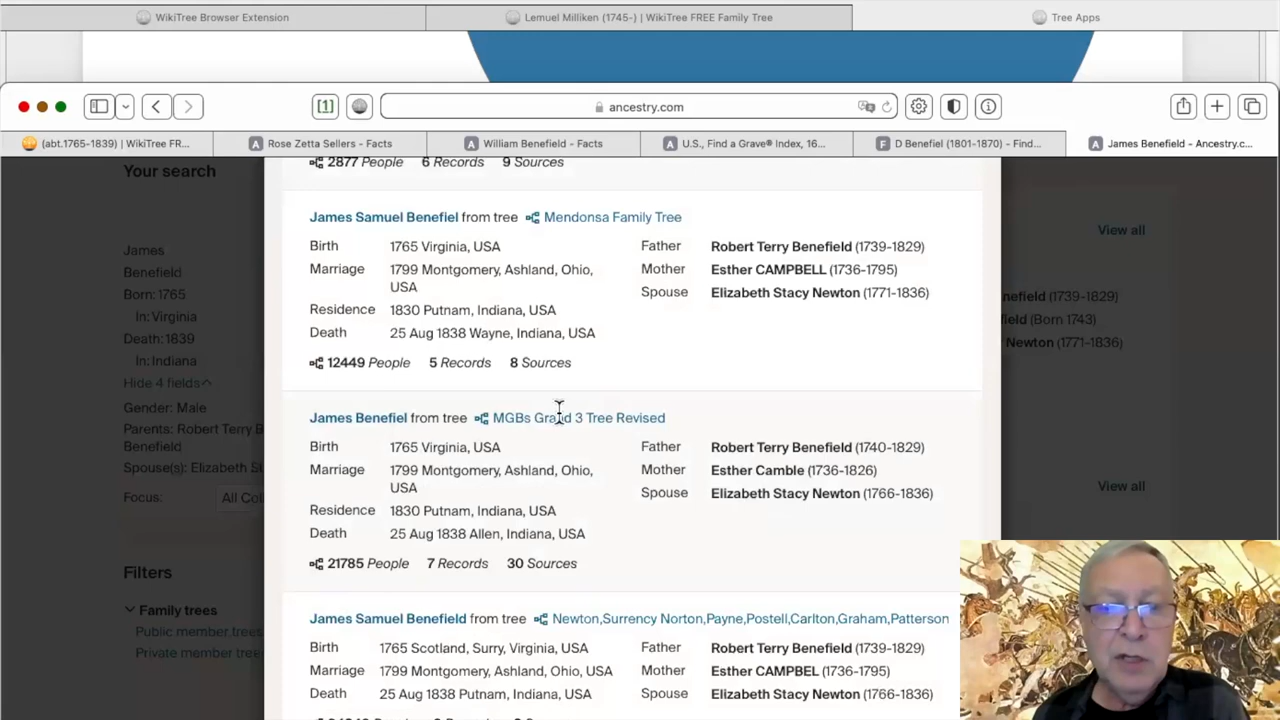 WikiTree Browser Extension
Lemuel Milliken (1745-) | WikiTree FREE Family Tree
Tree Apps
[1]
ancestry.com
(abt.1765-1839) | WikiTree FR...
Rose Zetta Sellers - Facts
William Benefield - Facts
U.S., Find a Grave® Index, 16...
D Benefiel (1801-1870) - Find...
James Benefield - Ancestry.c...
Your search
James
Benefield
Born: 1765
In: Virginia
Death: 1839
In: Indiana
Hide 4 fields
Gender: Male
Parents: Robert Terry B
Benefield
Spouse(s): Elizabeth St
Focus:
All Col
Filters
Family trees
Public member trees
Private member trees
2877 People 6 Records 9 Sources
James Samuel Benefiel from tree Mendonsa Family Tree
Birth 1765 Virginia, USA
Marriage 1799 Montgomery, Ashland, Ohio,
USA
Residence 1830 Putnam, Indiana, USA
Death 25 Aug 1838 Wayne, Indiana, USA
Father Robert Terry Benefield (1739-1829)
Mother Esther CAMPBELL (1736-1795)
Spouse Elizabeth Stacy Newton (1771-1836)
12449 People 5 Records 8 Sources
James Benefiel from tree MGBs Grand 3 Tree Revised
Birth 1765 Virginia, USA
Marriage 1799 Montgomery, Ashland, Ohio,
USA
Residence 1830 Putnam, Indiana, USA
Death 25 Aug 1838 Allen, Indiana, USA
Father Robert Terry Benefield (1740-1829)
Mother Esther Camble (1736-1826)
Spouse Elizabeth Stacy Newton (1766-1836)
21785 People 7 Records 30 Sources
James Samuel Benefield from tree Newton,Surrency Norton,Payne,Postell,Carlton,Graham,Patterson
Birth 1765 Scotland, Surry, Virginia, USA
Marriage 1799 Montgomery, Ashland, Ohio, USA
Death 25 Aug 1838 Putnam, Indiana, USA
Father Robert Terry Benefield (1739-1829)
Mother Esther CAMPBEL (1736-1795)
Spouse Elizabeth Stacy Newton (1766-1836)
View all
nefield (1739-1829)
field (Born 1743)
Newton (1771-1836)
View all